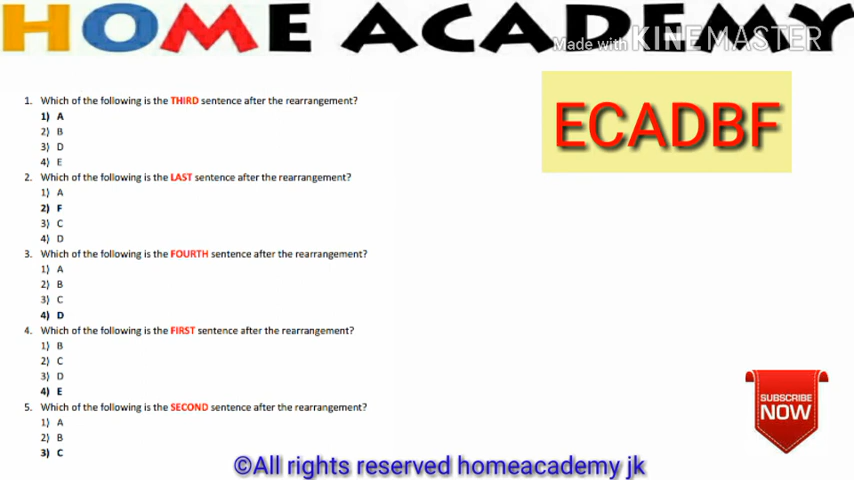 HOME ACADEMY
Made with KINEMASTER
1. Which of the following is the THIRD sentence after the rearrangement?
1) A
2) B
3) D
4) E
2. Which of the following is the LAST sentence after the rearrangement?
1) A
2) F
3) C
4) D
3. Which of the following is the FOURTH sentence after the rearrangement?
1) A
2) B
3) C
4) D
4. Which of the following is the FIRST sentence after the rearrangement?
1) B
2) C
3) D
4) E
5. Which of the following is the SECOND sentence after the rearrangement?
1) A
2) B
3) C
ECADBF
SUBSCRIBE
NOW
©All rights reserved homeacademy jk